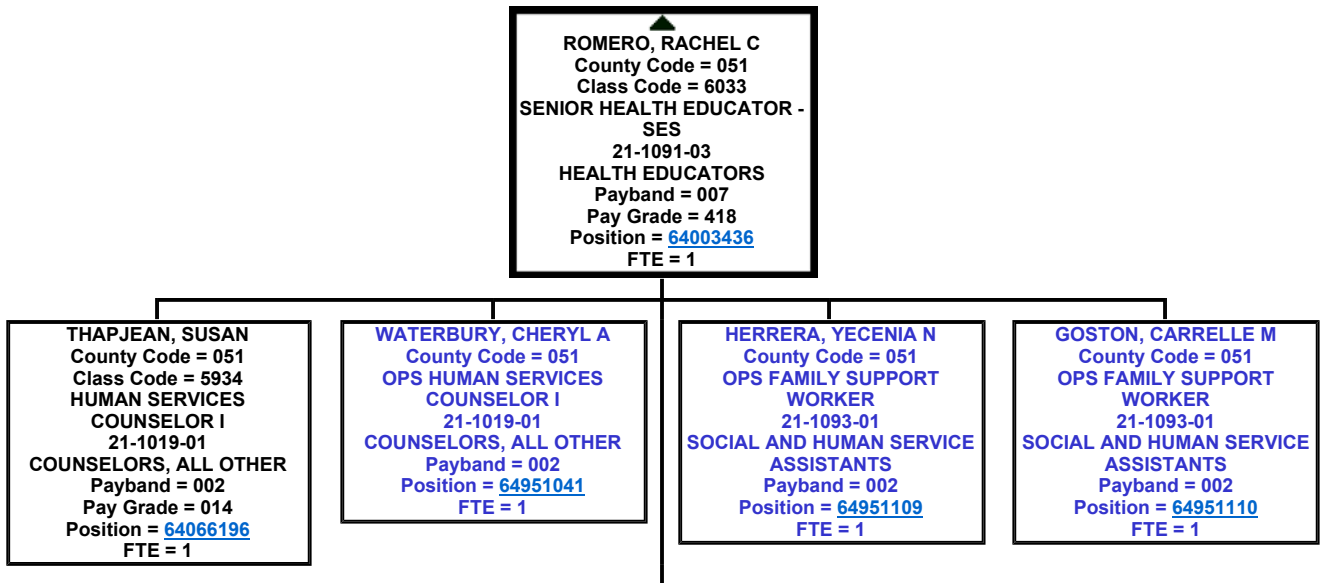 ROMERO, RACHEL C
County Code = 051
Class Code = 6033
SENIOR HEALTH EDUCATOR -
SES
21-1091-03
HEALTH EDUCATORS
Payband = 007
Pay Grade = 418
Position = 64003436
FTE = 1
THAPJEAN, SUSAN
County Code = 051
Class Code = 5934
HUMAN SERVICES
COUNSELOR I
21-1019-01
COUNSELORS, ALL OTHER
Payband = 002
Pay Grade = 014
Position = 64066196
FTE = 1
WATERBURY, CHERYL A
County Code = 051
OPS HUMAN SERVICES
COUNSELOR I
21-1019-01
COUNSELORS, ALL OTHER
Payband = 002
Position = 64951041
FTE = 1
HERRERA, YECENIA N
County Code = 051
OPS FAMILY SUPPORT
WORKER
21-1093-01
SOCIAL AND HUMAN SERVICE
ASSISTANTS
Payband = 002
Position = 64951109
FTE = 1
GOSTON, CARRELLE M
County Code = 051
OPS FAMILY SUPPORT
WORKER
21-1093-01
SOCIAL AND HUMAN SERVICE
ASSISTANTS
Payband = 002
Position = 64951110
FTE = 1